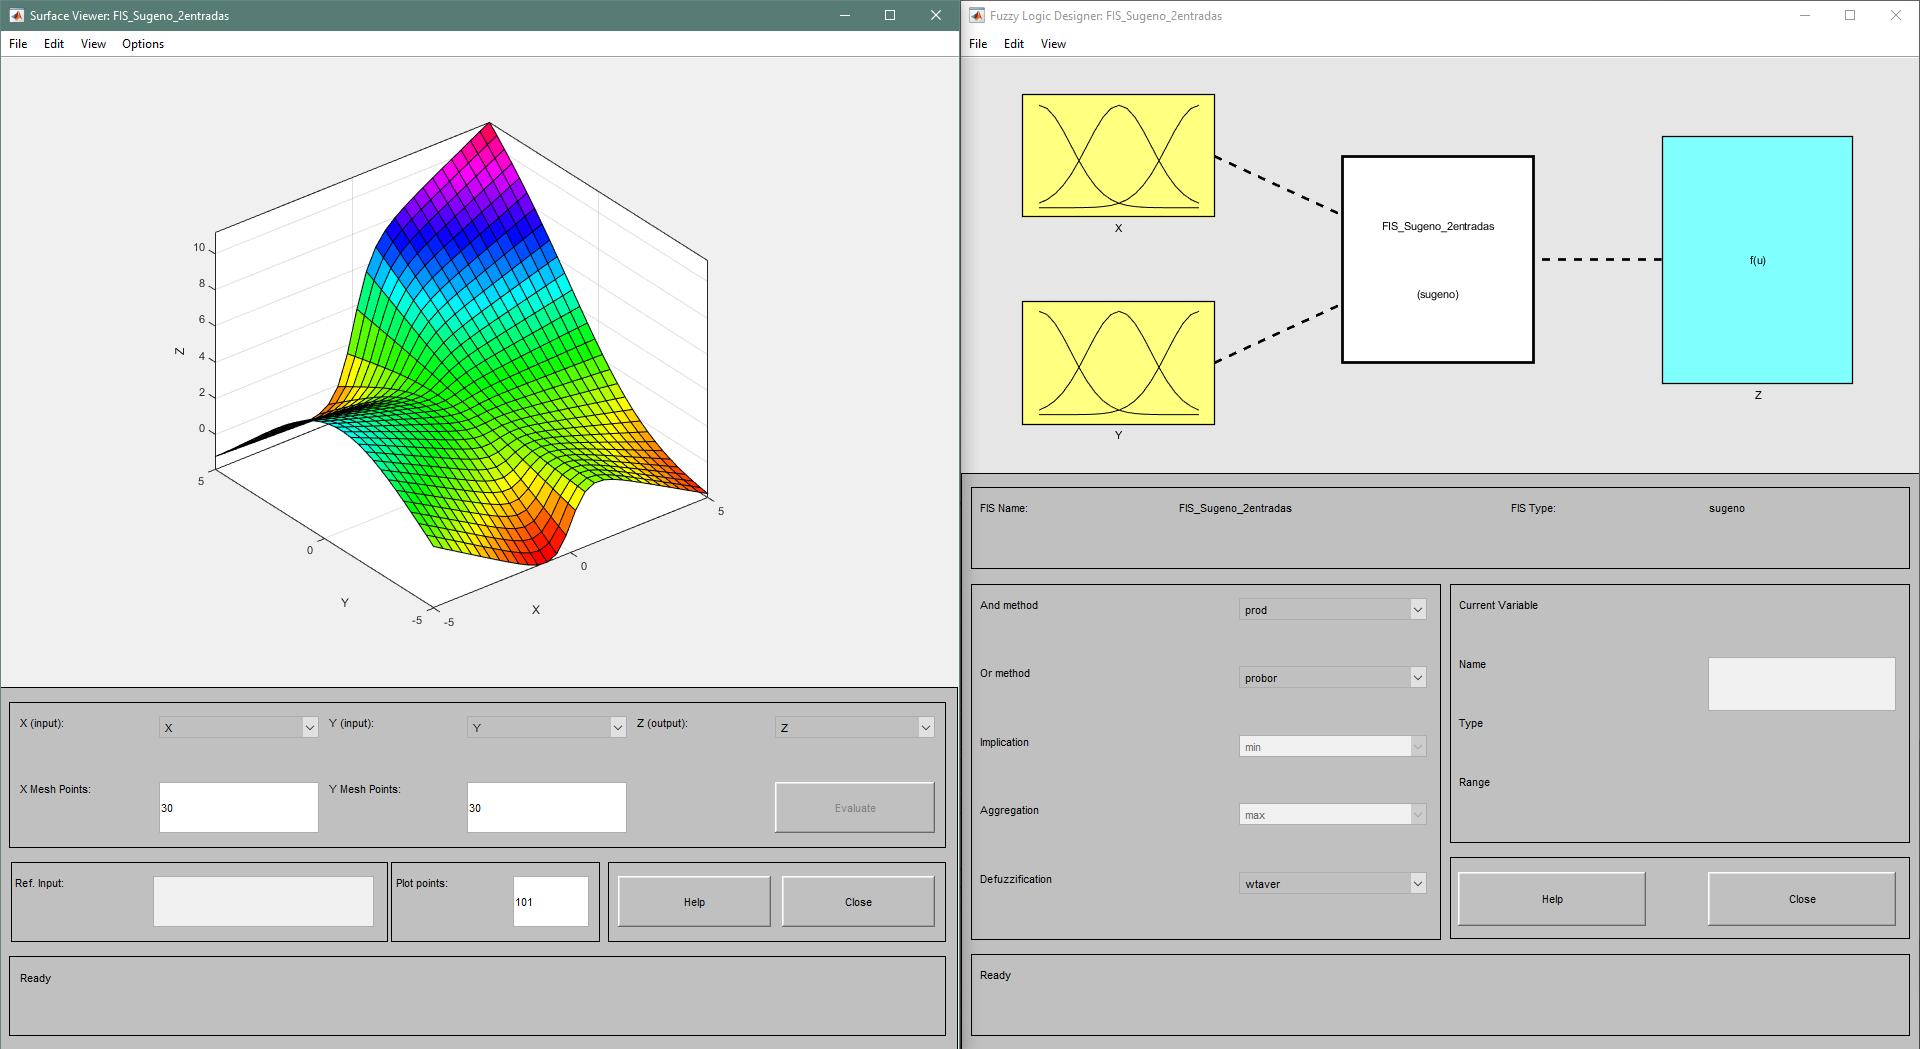 Surface Viewer: FIS_Sugeno_2entradas
File Edit View Options
10
8
6
4
2
0
Z
5
0
-5
Y
-5
0
5
X
X (input):
X
Y (input):
Y
Z (output):
Z
X Mesh Points:
30
Y Mesh Points:
30
Evaluate
Ref. Input:
Plot points:
101
Help
Close
Ready
Fuzzy Logic Designer: FIS_Sugeno_2entradas
File Edit View
X
Y
FIS_Sugeno_2entradas
(sugeno)
f(u)
Z
FIS Name:
FIS_Sugeno_2entradas
FIS Type:
sugeno
And method
prod
Or method
probor
Implication
min
Aggregation
max
Defuzzification
wtaver
Current Variable
Name
Type
Range
Help
Close
Ready